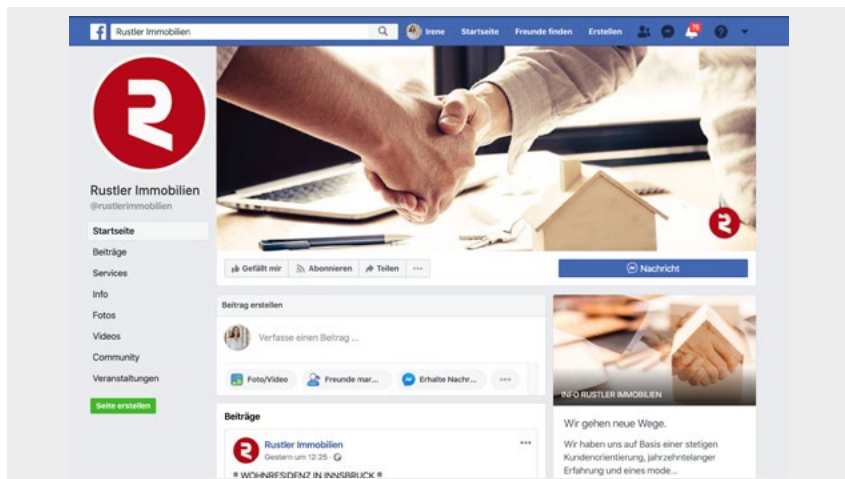 Rustler Immobilien
Irene
Startseite
Freunde finden
Erstellen
Rustler Immobilien
@rustlerimmobilien
Startseite
Beiträge
Services
Info
Fotos
Videos
Community
Veranstaltungen
Seite erstellen
Gefällt mir
Abonnieren
Teilen
Nachricht
Beitrag erstellen
Verfasse einen Beitrag ...
Foto/Video
Freunde mar...
Erhalte Nachr...
Beiträge
Rustler Immobilien
Gestern um 12:25
* WOHNRESIDENZ IN INNSBRUCK *
INFO RUSTLER IMMOBILIEN
Wir gehen neue Wege.
Wir haben uns auf Basis einer stetigen
Kundenorientierung, jahrzehntelanger
Erfahrung und eines mode...